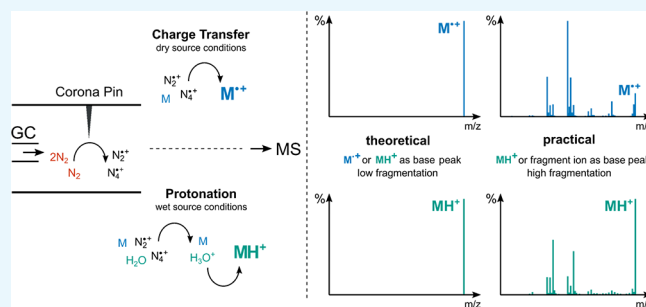 Charge Transfer
dry source conditions
N₂•⁺
M N₄•⁺ M•⁺
Corona Pin
GC
2N₂ N₂•⁺
N₂ N₄•⁺
MS
Protonation
wet source conditions
M N₂•⁺ M
H₂O N₄•⁺ H₃O⁺ MH⁺
% M•⁺
m/z
% M•⁺
m/z
theoretical
M•⁺ or MH⁺ as base peak
low fragmentation
practical
MH⁺ or fragment ion as base peak
high fragmentation
% MH⁺
m/z
% MH⁺
m/z